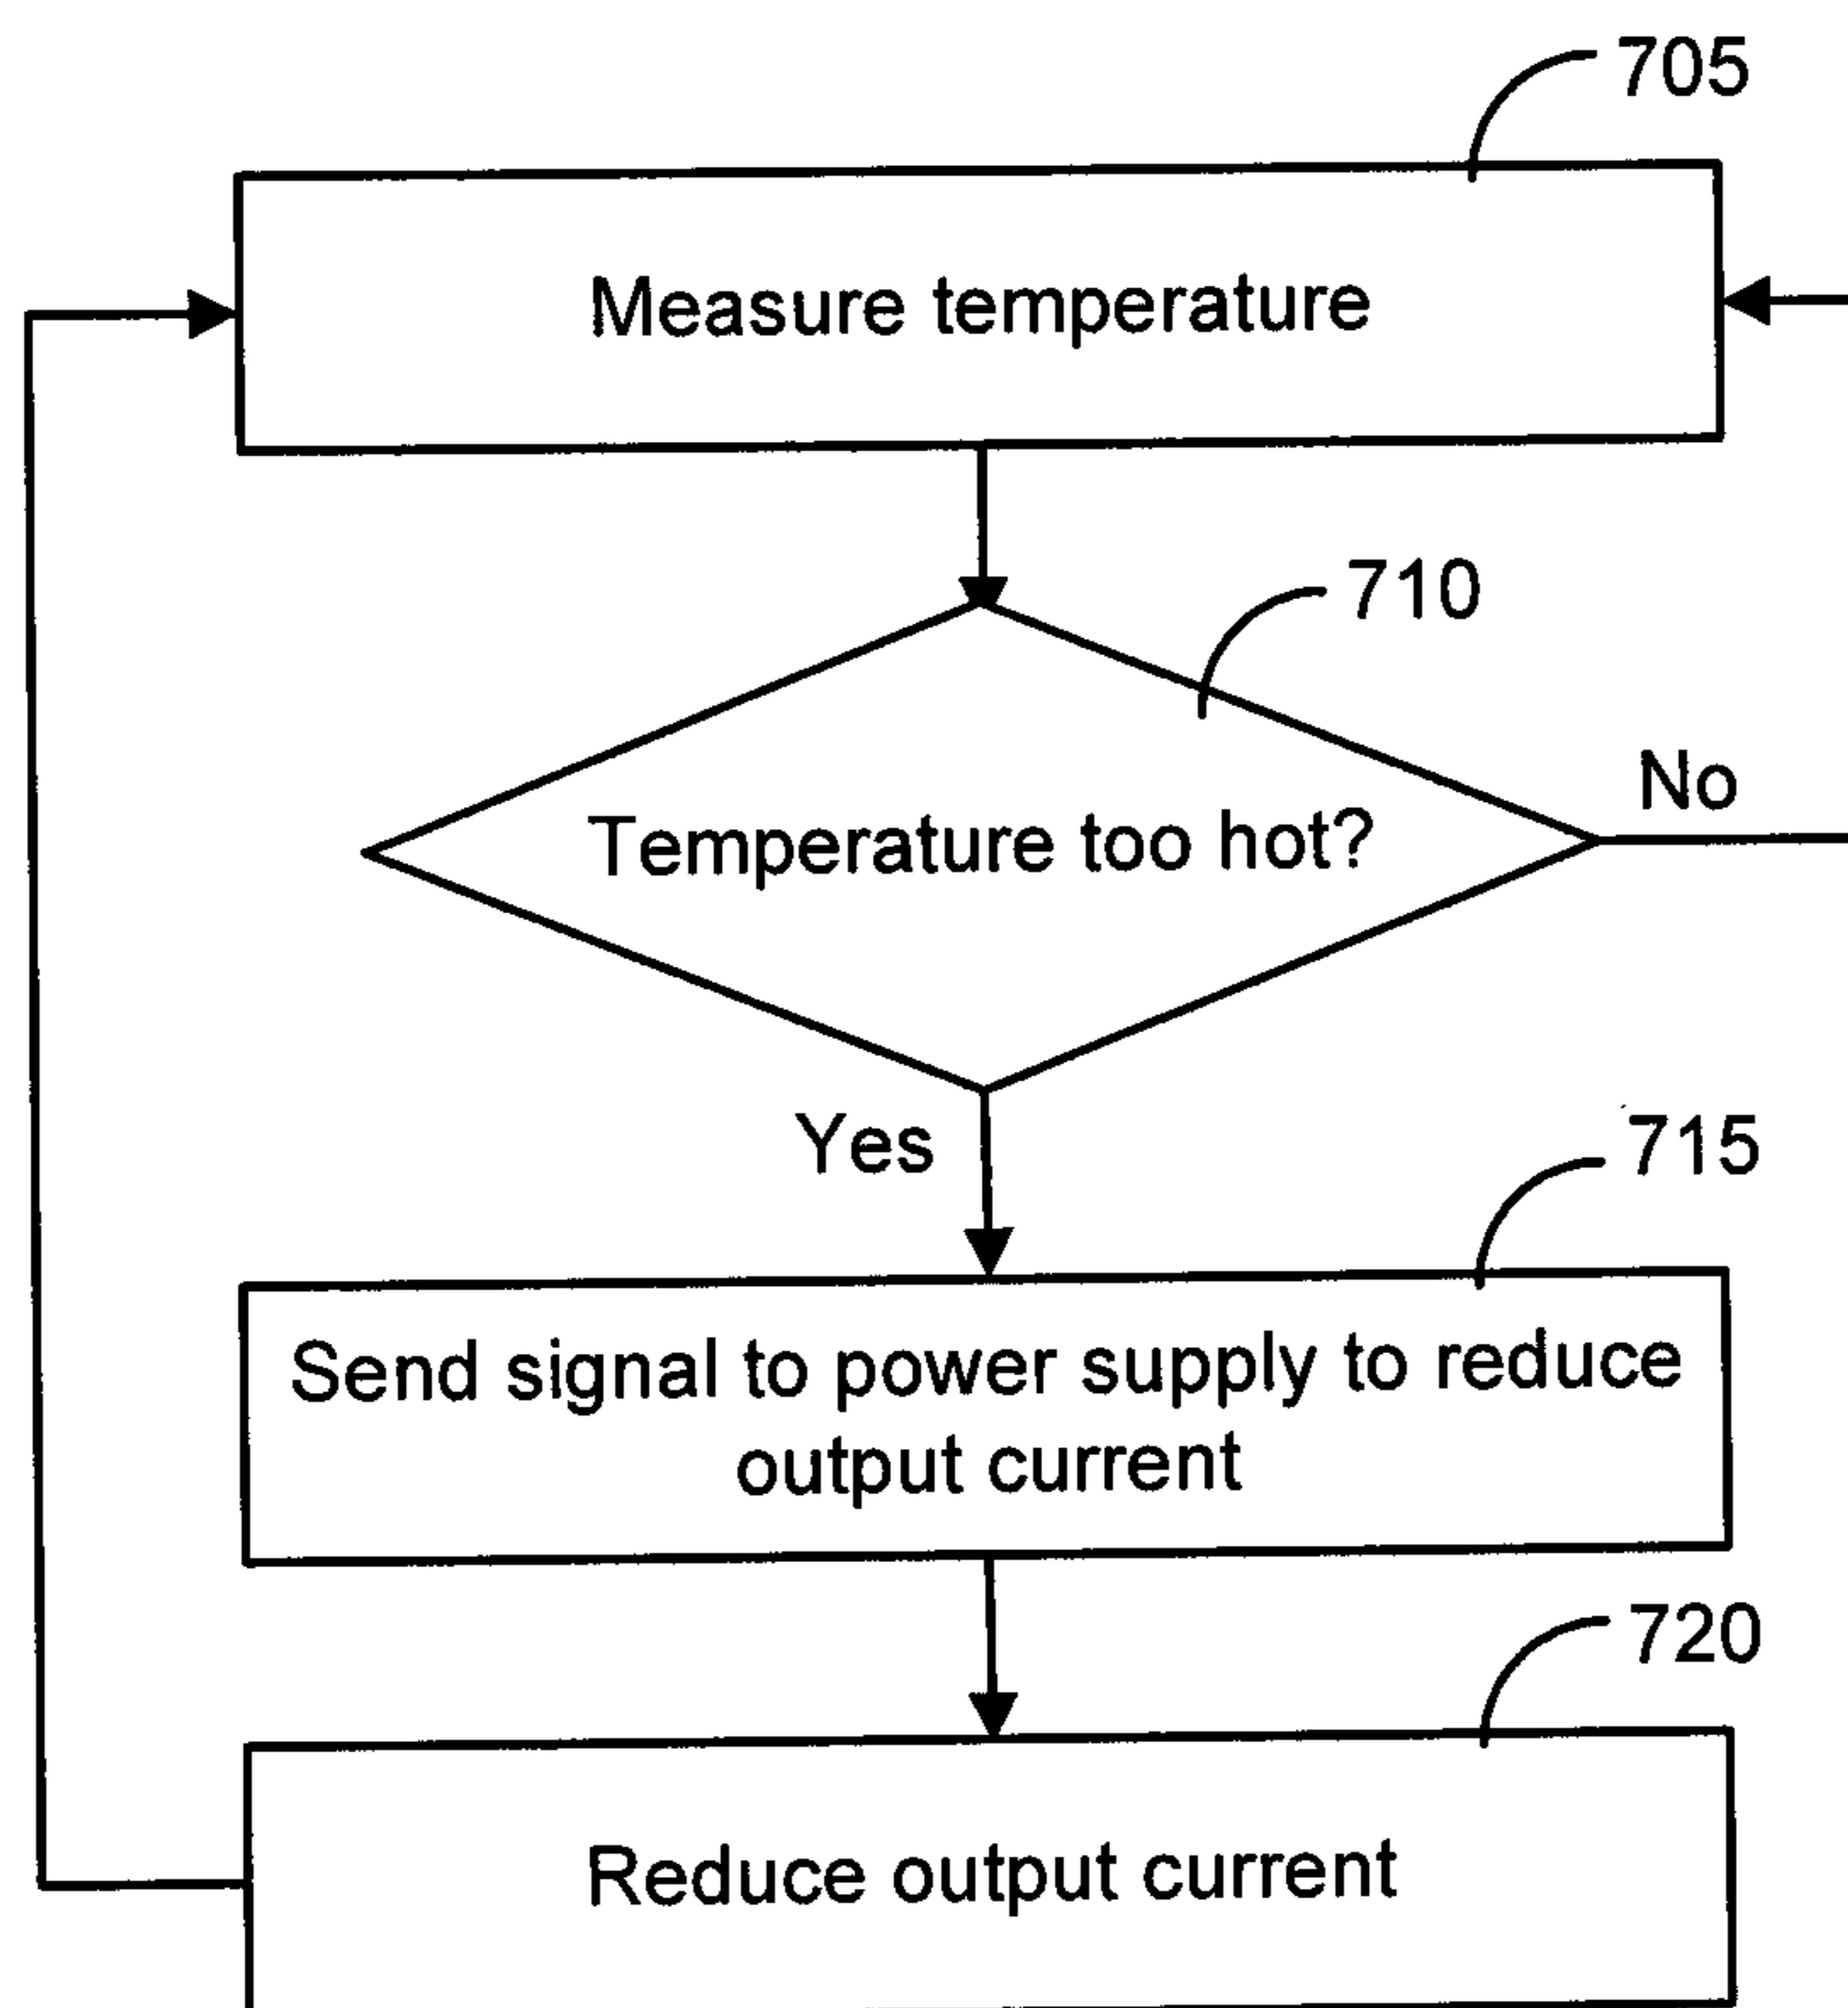 705
Measure temperature
710
Temperature too hot?
No
Yes
715
Send signal to power supply to reduce
output current
720
Reduce output current